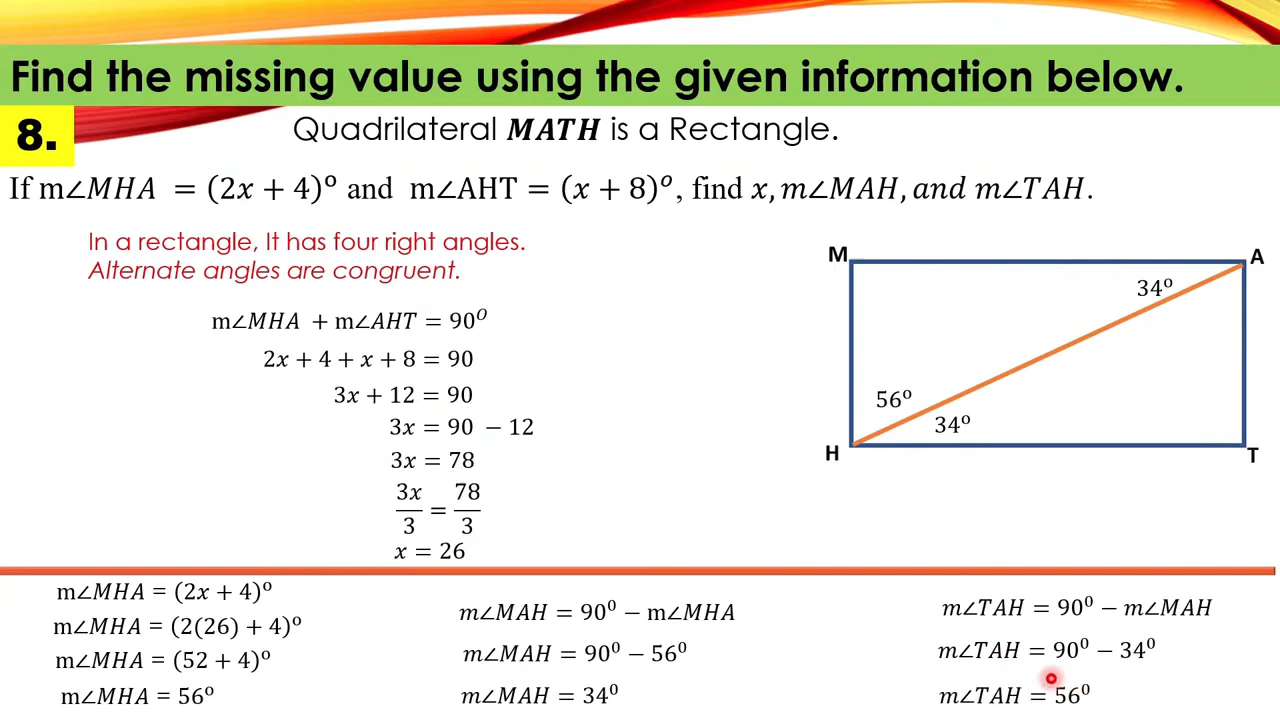 Find the missing value using the given information below.
8.
Quadrilateral MATH is a Rectangle.
If m∠MHA = (2x + 4)º and m∠AHT = (x + 8)ᵒ, find x, m∠MAH, and m∠TAH.
In a rectangle, It has four right angles.
Alternate angles are congruent.
m∠MHA + m∠AHT = 90ᴼ
2x + 4 + x + 8 = 90
3x + 12 = 90
3x = 90 − 12
3x = 78
3x/3 = 78/3
x = 26
M
A
34º
56º
34º
H
T
m∠MHA = (2x + 4)º
m∠MHA = (2(26) + 4)º
m∠MHA = (52 + 4)º
m∠MHA = 56º
m∠MAH = 90⁰ − m∠MHA
m∠MAH = 90⁰ − 56⁰
m∠MAH = 34⁰
m∠TAH = 90⁰ − m∠MAH
m∠TAH = 90⁰ − 34⁰
m∠TAH = 56⁰